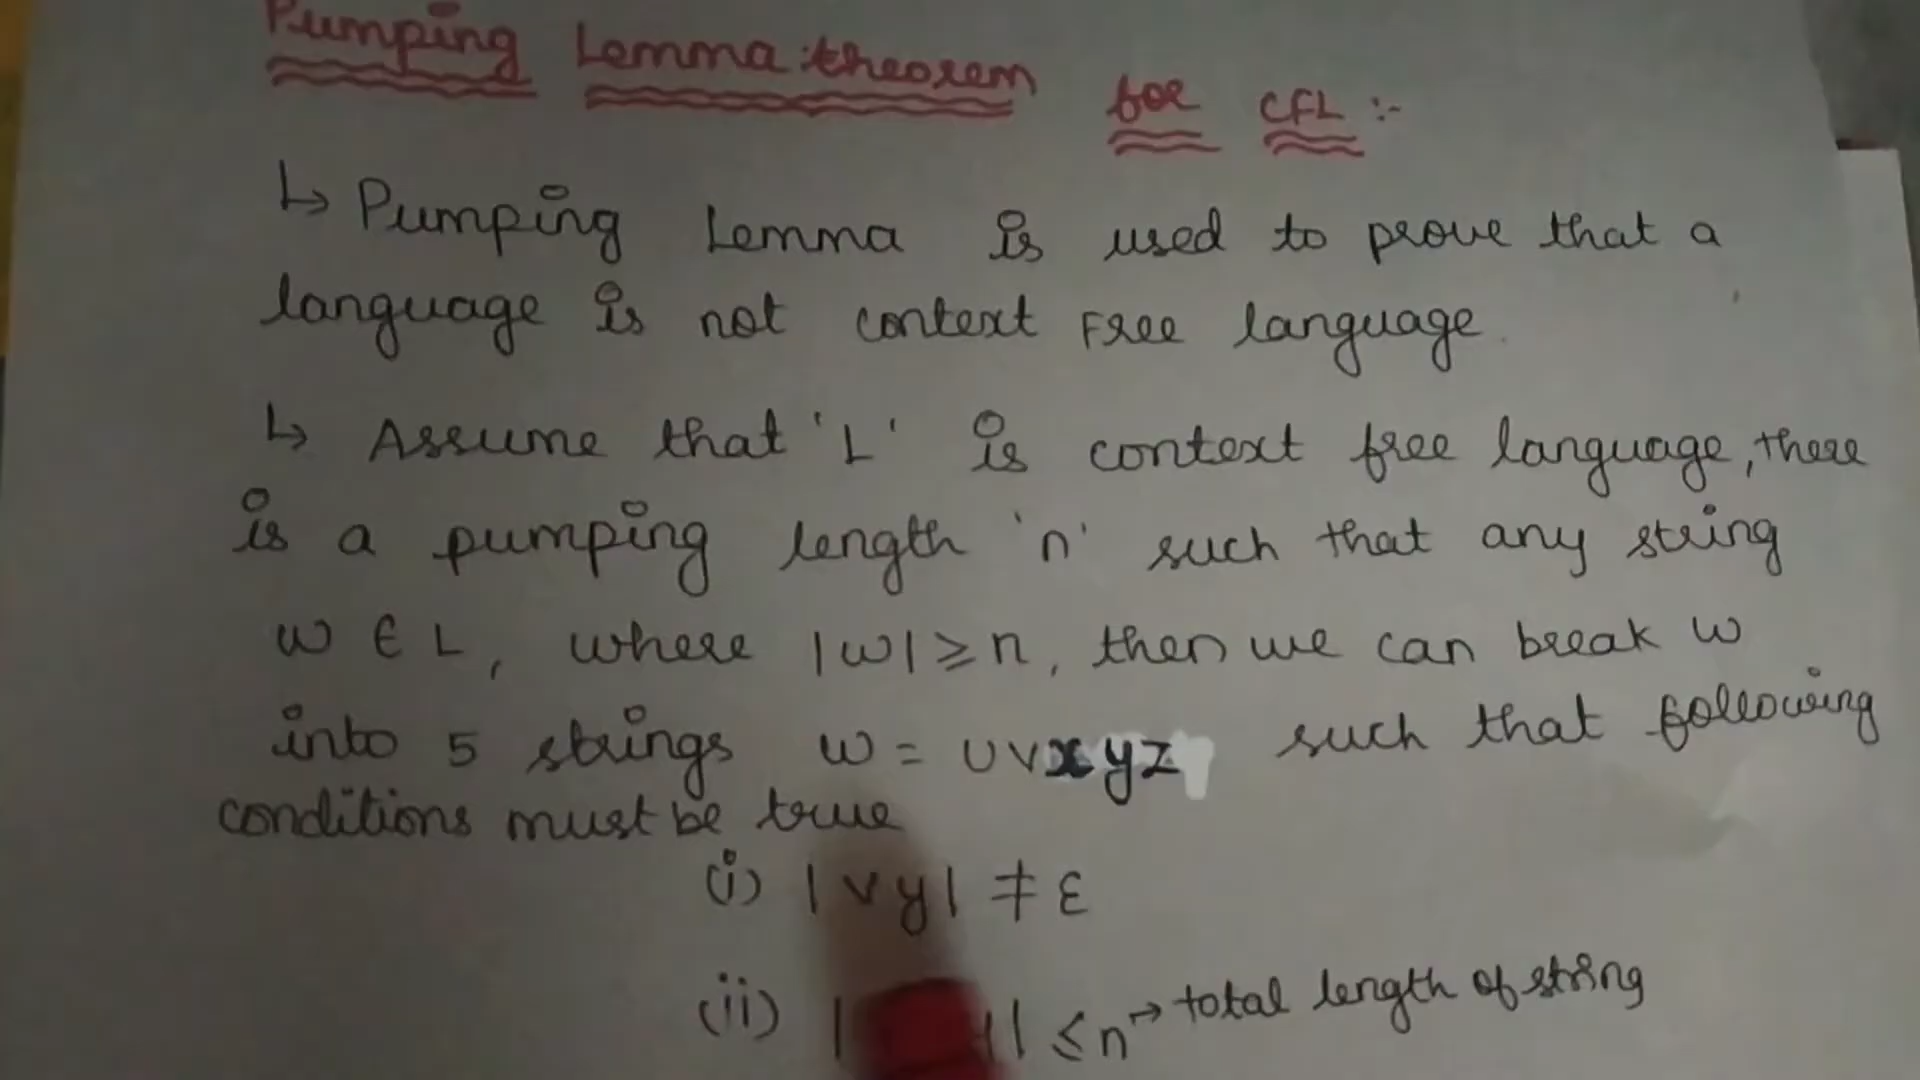 Pumping Lemma : theorem for CFL :-
↳ Pumping Lemma is used to prove that a
language is not context Free language.
↳ Assume that 'L' is context free language, there
is a pumping length 'n' such that any string
w ∈ L, where |w| ≥ n, then we can break w
into 5 strings w = uvxyz such that following
conditions must be true
(i) |vy| ≠ ε
(ii) | | ≤ n → total length of string